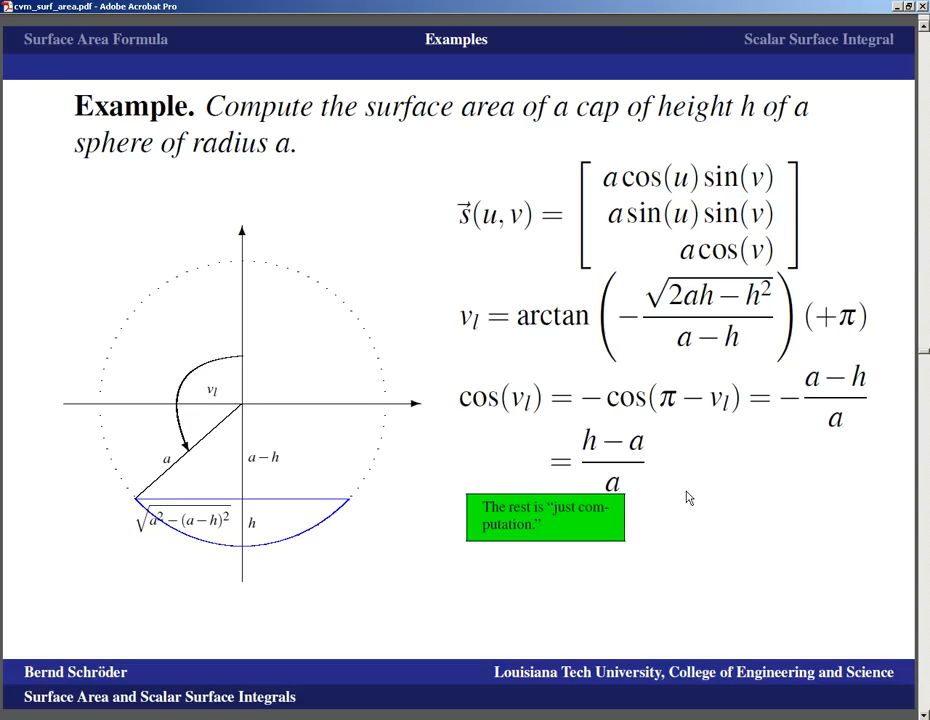 cvm_surf_area.pdf - Adobe Acrobat Pro
Surface Area Formula Examples Scalar Surface Integral
Example. Compute the surface area of a cap of height h of a
sphere of radius a.
s⃗(u, v) = [ a cos(u) sin(v)
a sin(u) sin(v)
a cos(v) ]
v_l = arctan ( − √(2ah − h²) / (a − h) ) (+π)
cos(v_l) = − cos(π − v_l) = − (a − h) / a
= (h − a) / a
The rest is “just com-
putation.”
v_l
a
a − h
√(a² − (a − h)²)
h
Bernd Schröder Louisiana Tech University, College of Engineering and Science
Surface Area and Scalar Surface Integrals